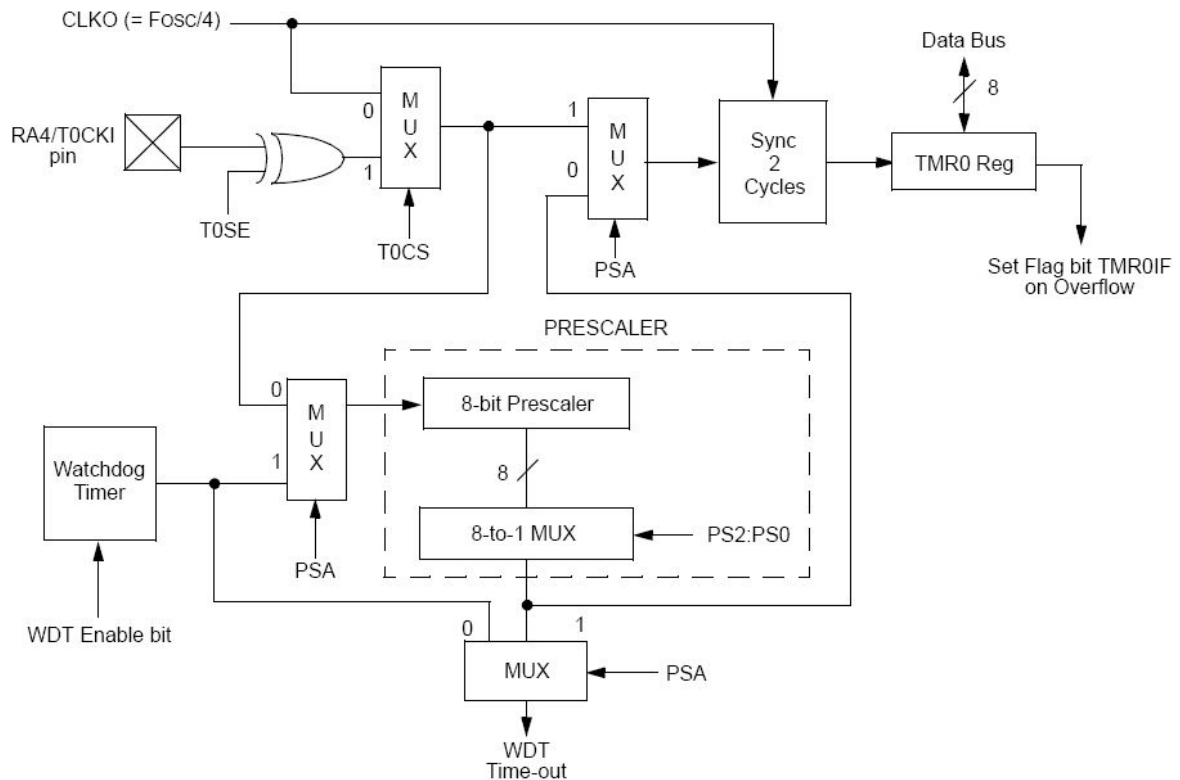 CLKO (= Fosc/4)
Data Bus
8
RA4/T0CKI
pin
T0SE
0
1
M
U
X
T0CS
1
0
M
U
X
PSA
Sync
2
Cycles
TMR0 Reg
Set Flag bit TMR0IF
on Overflow
PRESCALER
0
1
M
U
X
PSA
8-bit Prescaler
8
8-to-1 MUX
PS2:PS0
Watchdog
Timer
WDT Enable bit
0
1
MUX
PSA
WDT
Time-out